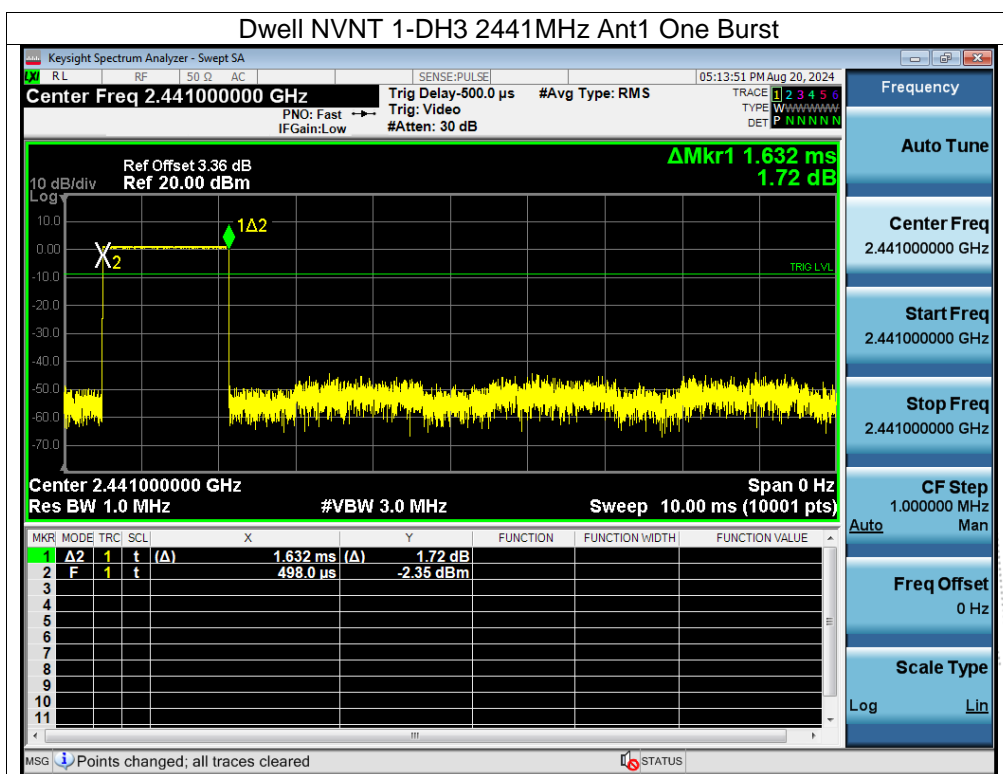 Dwell NVNT 1-DH3 2441MHz Ant1 One Burst
Keysight Spectrum Analyzer - Swept SA
LXI RL RF 50 Ω AC SENSE:PULSE 05:13:51 PM Aug 20, 2024
Center Freq 2.441000000 GHz Trig Delay-500.0 µs #Avg Type: RMS TRACE 1 2 3 4 5 6
PNO: Fast Trig: Video TYPE WWWWWW
IFGain:Low #Atten: 30 dB DET P N N N N N
Frequency
Auto Tune
Center Freq
2.441000000 GHz
Start Freq
2.441000000 GHz
Stop Freq
2.441000000 GHz
CF Step
1.000000 MHz
Auto Man
Freq Offset
0 Hz
Scale Type
Log Lin
ΔMkr1 1.632 ms
1.72 dB
Ref Offset 3.36 dB
10 dB/div Ref 20.00 dBm
Log
10.0
0.00
-10.0
-20.0
-30.0
-40.0
-50.0
-60.0
-70.0
1Δ2
X2
TRIG LVL
Center 2.441000000 GHz Span 0 Hz
Res BW 1.0 MHz #VBW 3.0 MHz Sweep 10.00 ms (10001 pts)
MKR MODE TRC SCL X Y FUNCTION FUNCTION WIDTH FUNCTION VALUE
1 Δ2 1 t (Δ) 1.632 ms (Δ) 1.72 dB
2 F 1 t 498.0 µs -2.35 dBm
3
4
5
6
7
8
9
10
11
MSG Points changed; all traces cleared STATUS